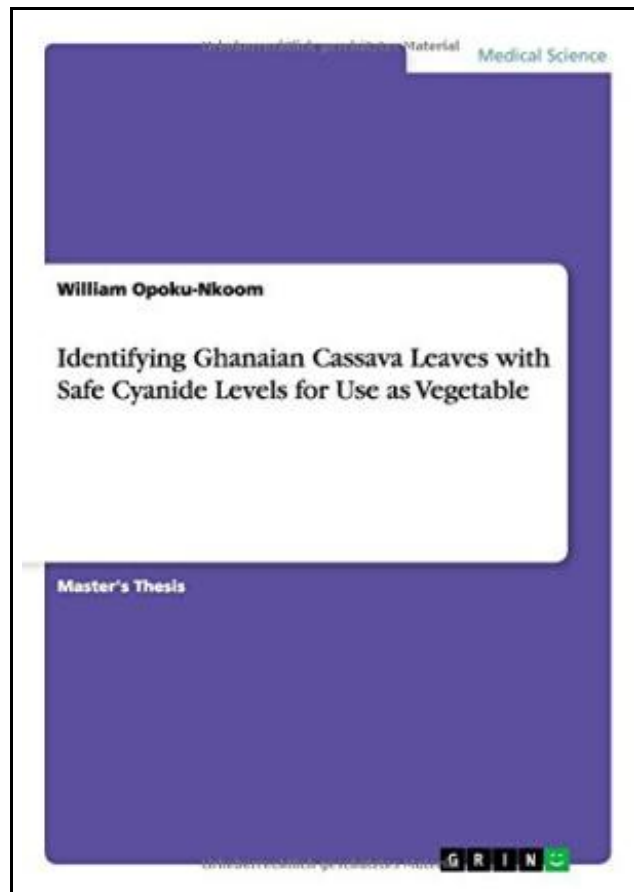 Material
Medical Science
William Opoku-Nkoom
Identifying Ghanaian Cassava Leaves with
Safe Cyanide Levels for Use as Vegetable
Master's Thesis
GRIN